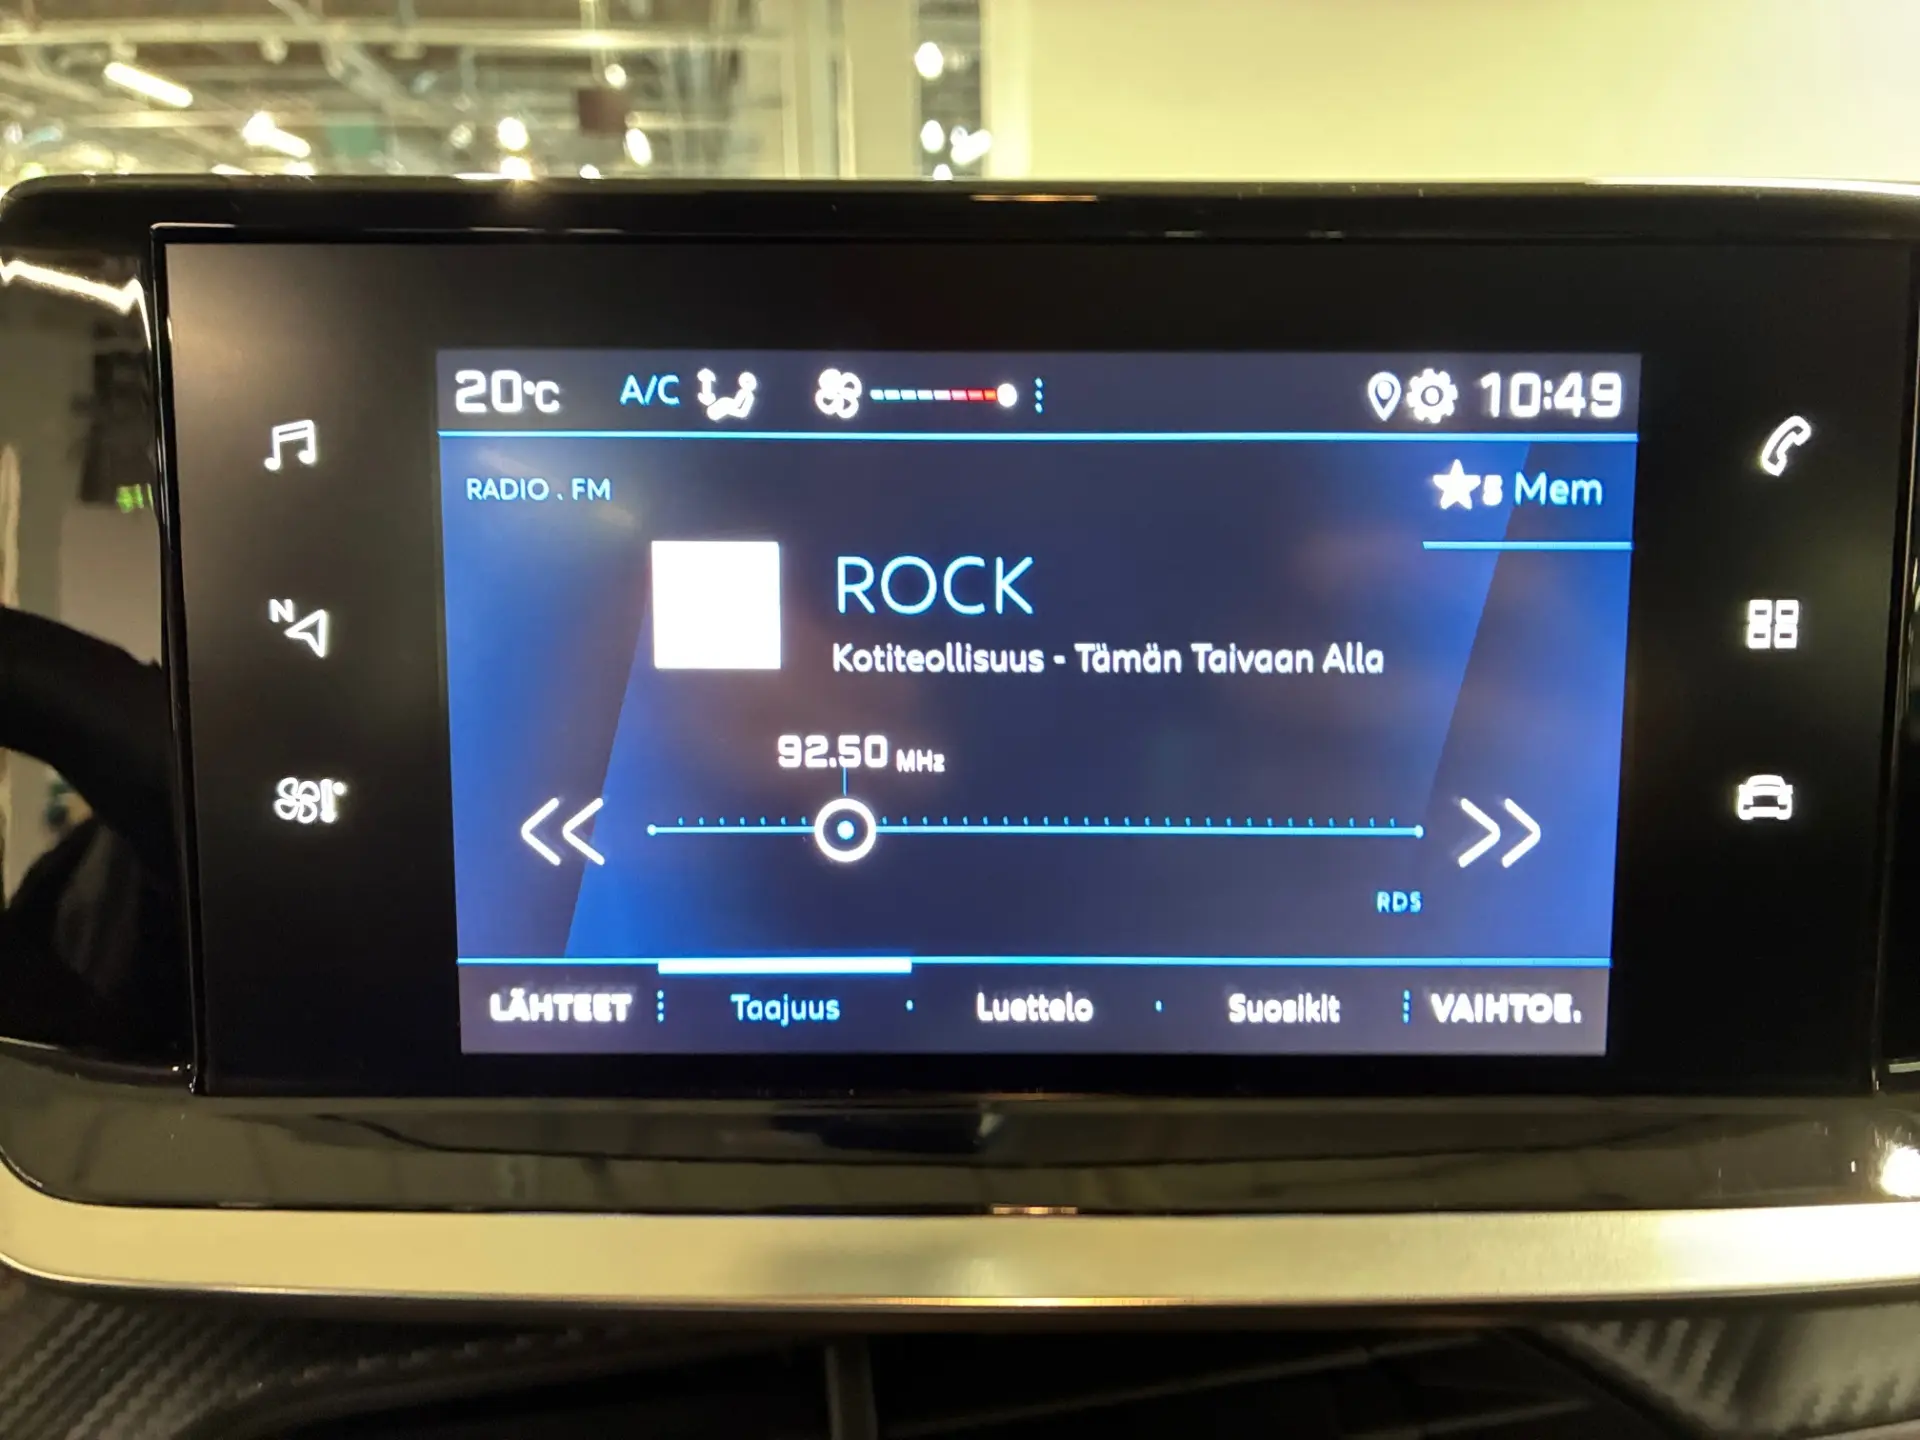 20°C A/C 10:49
RADIO . FM
5 Mem
ROCK
Kotiteollisuus - Tämän Taivaan Alla
92.50 MHz
N
RDS
LÄHTEET Taajuus Luettelo Suosikit VAIHTOE.